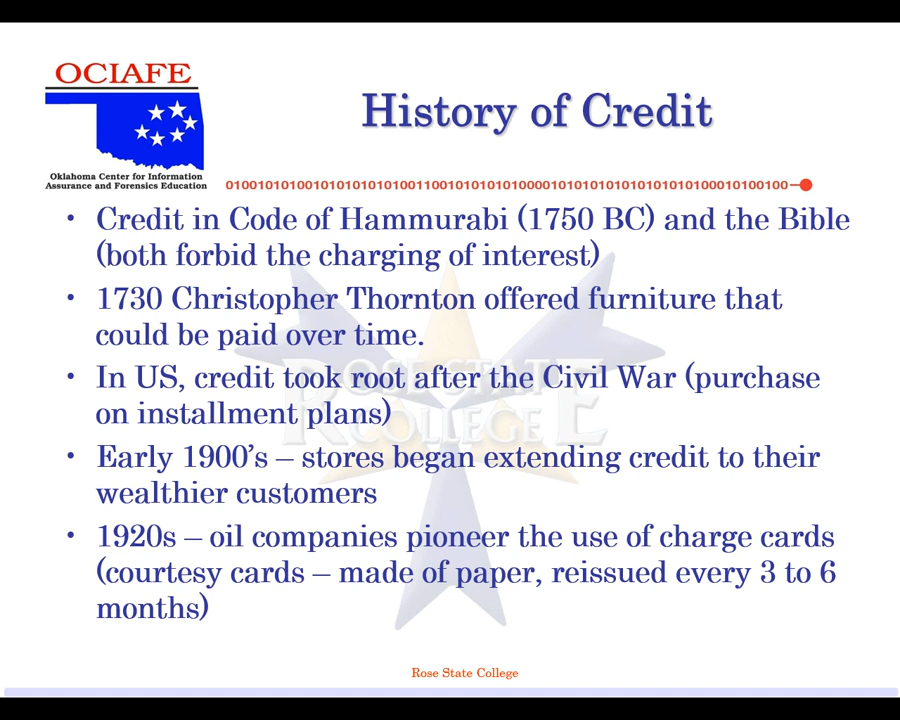 OCIAFE
Oklahoma Center for Information
Assurance and Forensics Education
History of Credit
• Credit in Code of Hammurabi (1750 BC) and the Bible
(both forbid the charging of interest)
• 1730 Christopher Thornton offered furniture that
could be paid over time.
• In US, credit took root after the Civil War (purchase
on installment plans)
• Early 1900's – stores began extending credit to their
wealthier customers
• 1920s – oil companies pioneer the use of charge cards
(courtesy cards – made of paper, reissued every 3 to 6
months)
ROSE STATE
COLLEGE
Rose State College